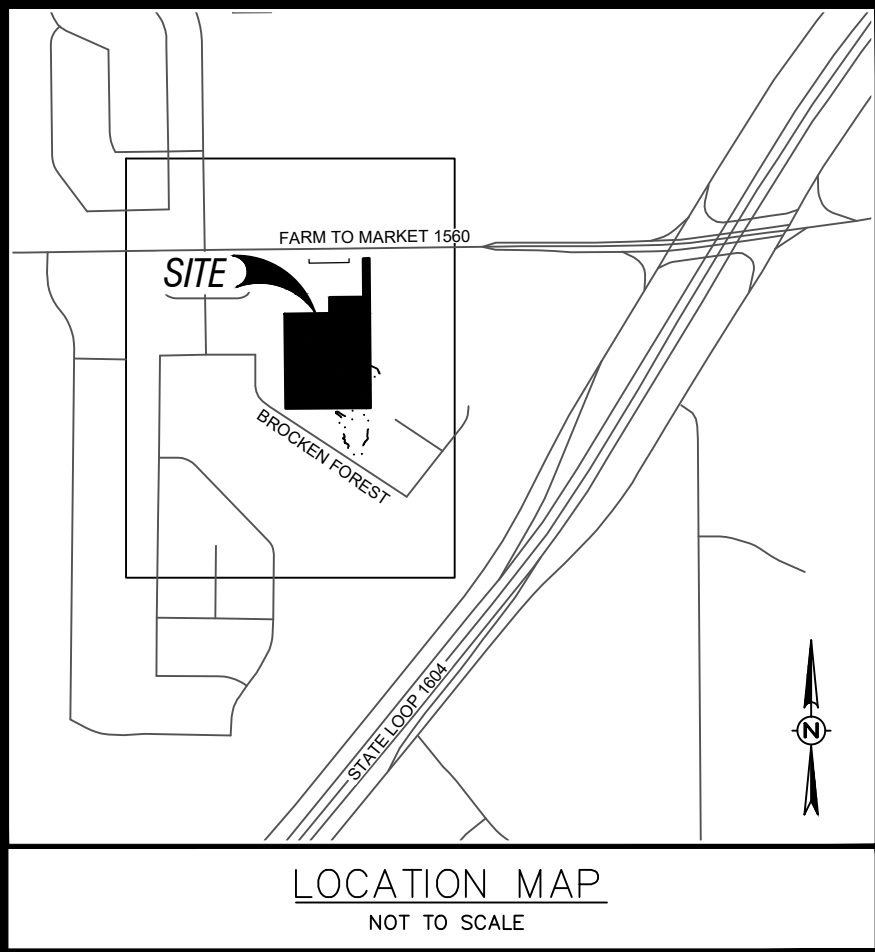 FARM TO MARKET 1560
SITE
BROCKEN FOREST
STATE LOOP 1604
N
LOCATION MAP
NOT TO SCALE